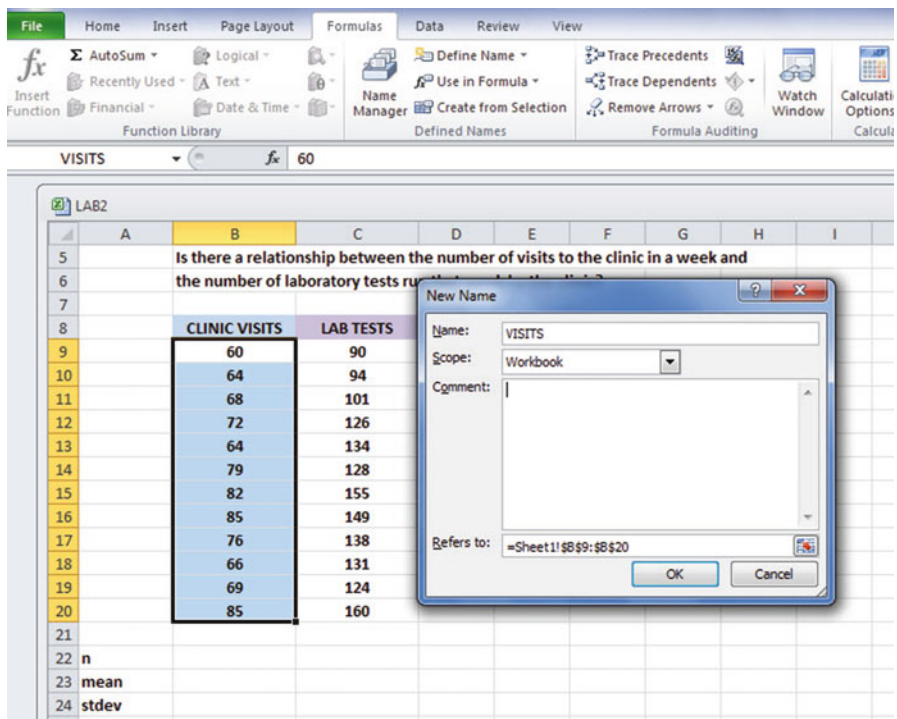 File Home Insert Page Layout Formulas Data Review View
Σ AutoSum Logical Define Name Trace Precedents
Recently Used Text Use in Formula Trace Dependents
Insert Function Financial Date & Time Name Manager Create from Selection Remove Arrows Watch Window Options
Function Library Defined Names Formula Auditing
VISITS fx 60
LAB2
A B C D E F G H I
5 Is there a relationship between the number of visits to the clinic in a week and
6 the number of laboratory tests
7
8 CLINIC VISITS LAB TESTS
9 60 90
10 64 94
11 68 101
12 72 126
13 64 134
14 79 128
15 82 155
16 85 149
17 76 138
18 66 131
19 69 124
20 85 160
21
22 n
23 mean
24 stdev
New Name
Name: VISITS
Scope: Workbook
Comment:
Refers to: =Sheet1!$B$9:$B$20
OK Cancel